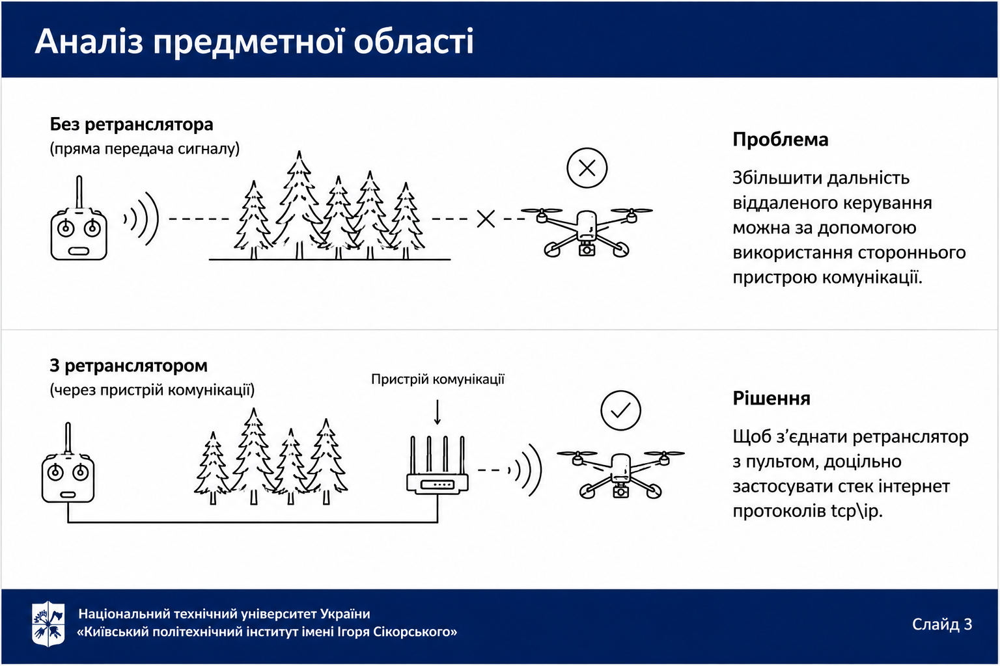 Аналіз предметної області
Без ретранслятора
(пряма передача сигналу)
Проблема
Збільшити дальність
віддаленого керування
можна за допомогою
використання стороннього
пристрою комунікації.
З ретранслятором
(через пристрій комунікації)
Пристрій комунікації
Рішення
Щоб з’єднати ретранслятор
з пультом, доцільно
застосувати стек інтернет
протоколів tcp\ip.
Національний технічний університет України
«Київський політехнічний інститут імені Ігоря Сікорського»
Слайд 3